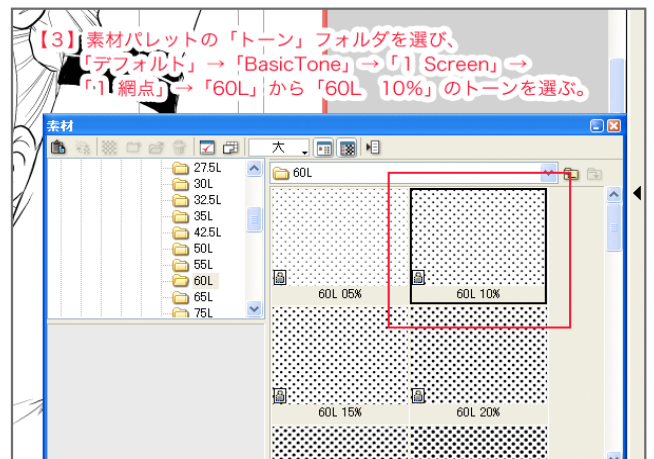 【3】素材パレットの「トーン」フォルダを選び、
「デフォルト」→「BasicTone」→「1 Screen」→
「1 網点」→「60L」から「60L 10%」のトーンを選ぶ。
素材
大
27.5L
30L
32.5L
35L
42.5L
50L
55L
60L
65L
75L
60L
60L 05%
60L 10%
60L 15%
60L 20%